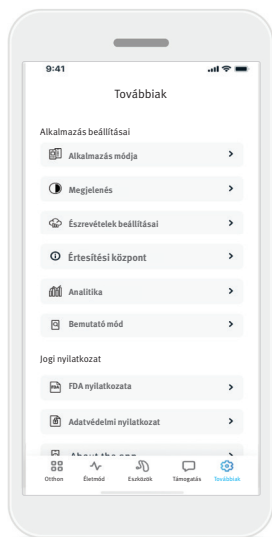 9:41
Továbbiak
Alkalmazás beállításai
Alkalmazás módja
Megjelenés
Észrevételek beállításai
Értesítési központ
Analitika
Bemutató mód
Jogi nyilatkozat
FDA nyilatkozata
Adatvédelmi nyilatkozat
About the app
Otthon Életmód Eszközök Támogatás Továbbiak